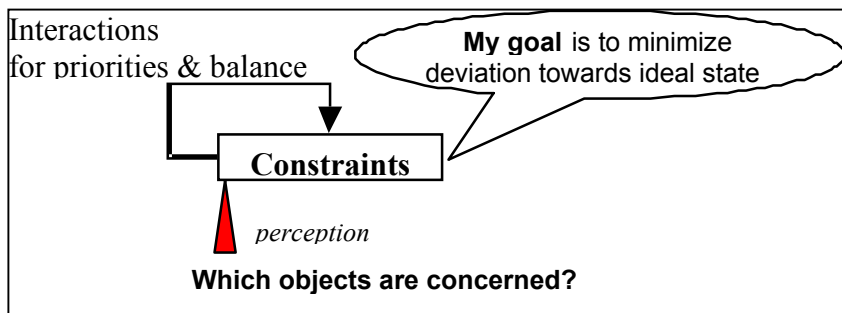 Interactions
for priorities & balance
My goal is to minimize
deviation towards ideal state
Constraints
perception
Which objects are concerned?